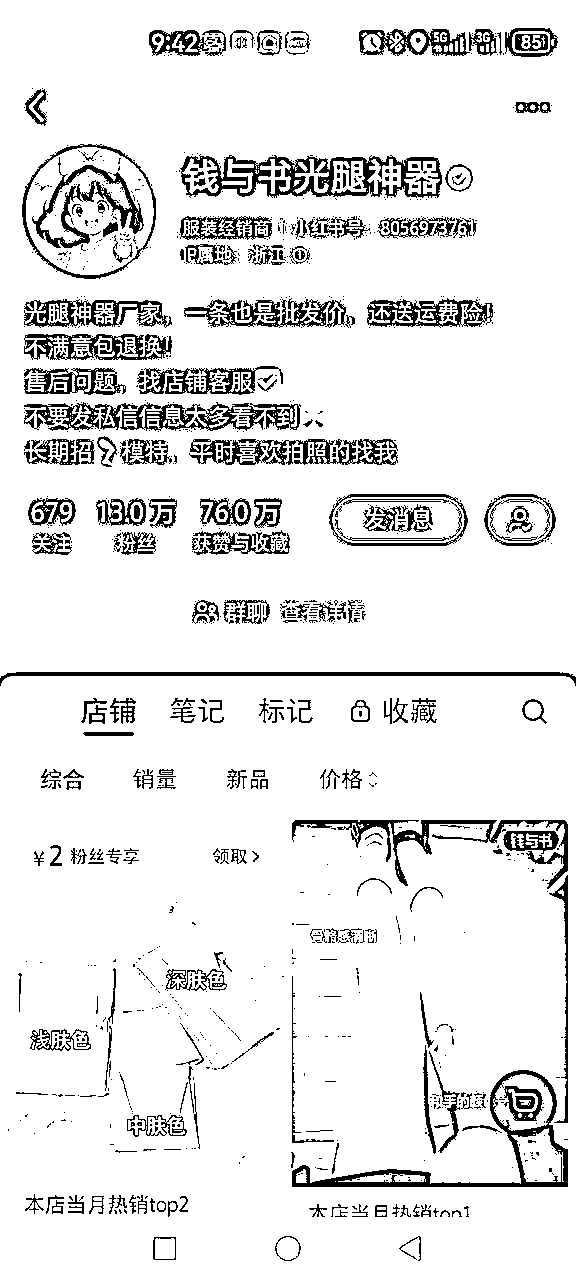 9:42
5G
3G
85
钱与书光腿神器
服装经销商 小红书号 8056973761
IP属地：浙江
光腿神器厂家，一条也是批发价，还送运费险！
不满意包退换！
售后问题，找店铺客服
不要发私信信息太多看不到
长期招 模特，平时喜欢拍照的找我
679 13.0万 76.0万 发消息
关注 粉丝 获赞与收藏
群聊 查看详情
店铺 笔记 标记 收藏
综合 销量 新品 价格
¥2 粉丝专享 领取
深肤色
浅肤色
中肤色
本店当月热销top2
钱与书
骨骼感清晰
本店当月热销top1